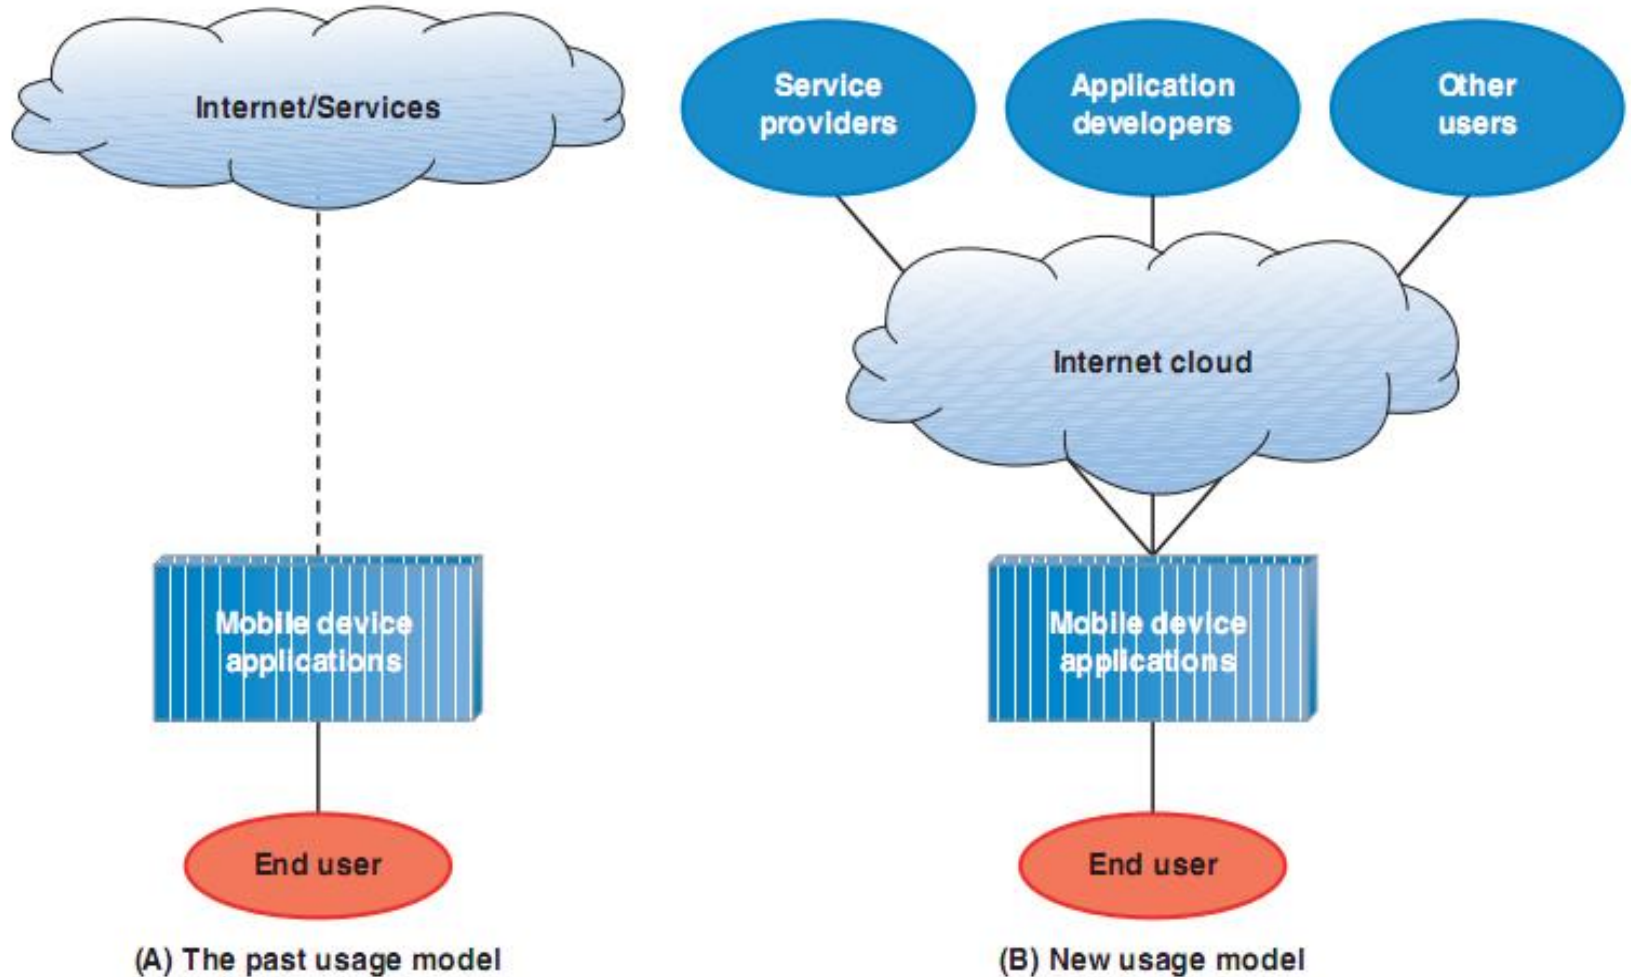 Internet/Services
Mobile device
applications
End user
(A) The past usage model
Service
providers
Application
developers
Other
users
Internet cloud
Mobile device
applications
End user
(B) New usage model